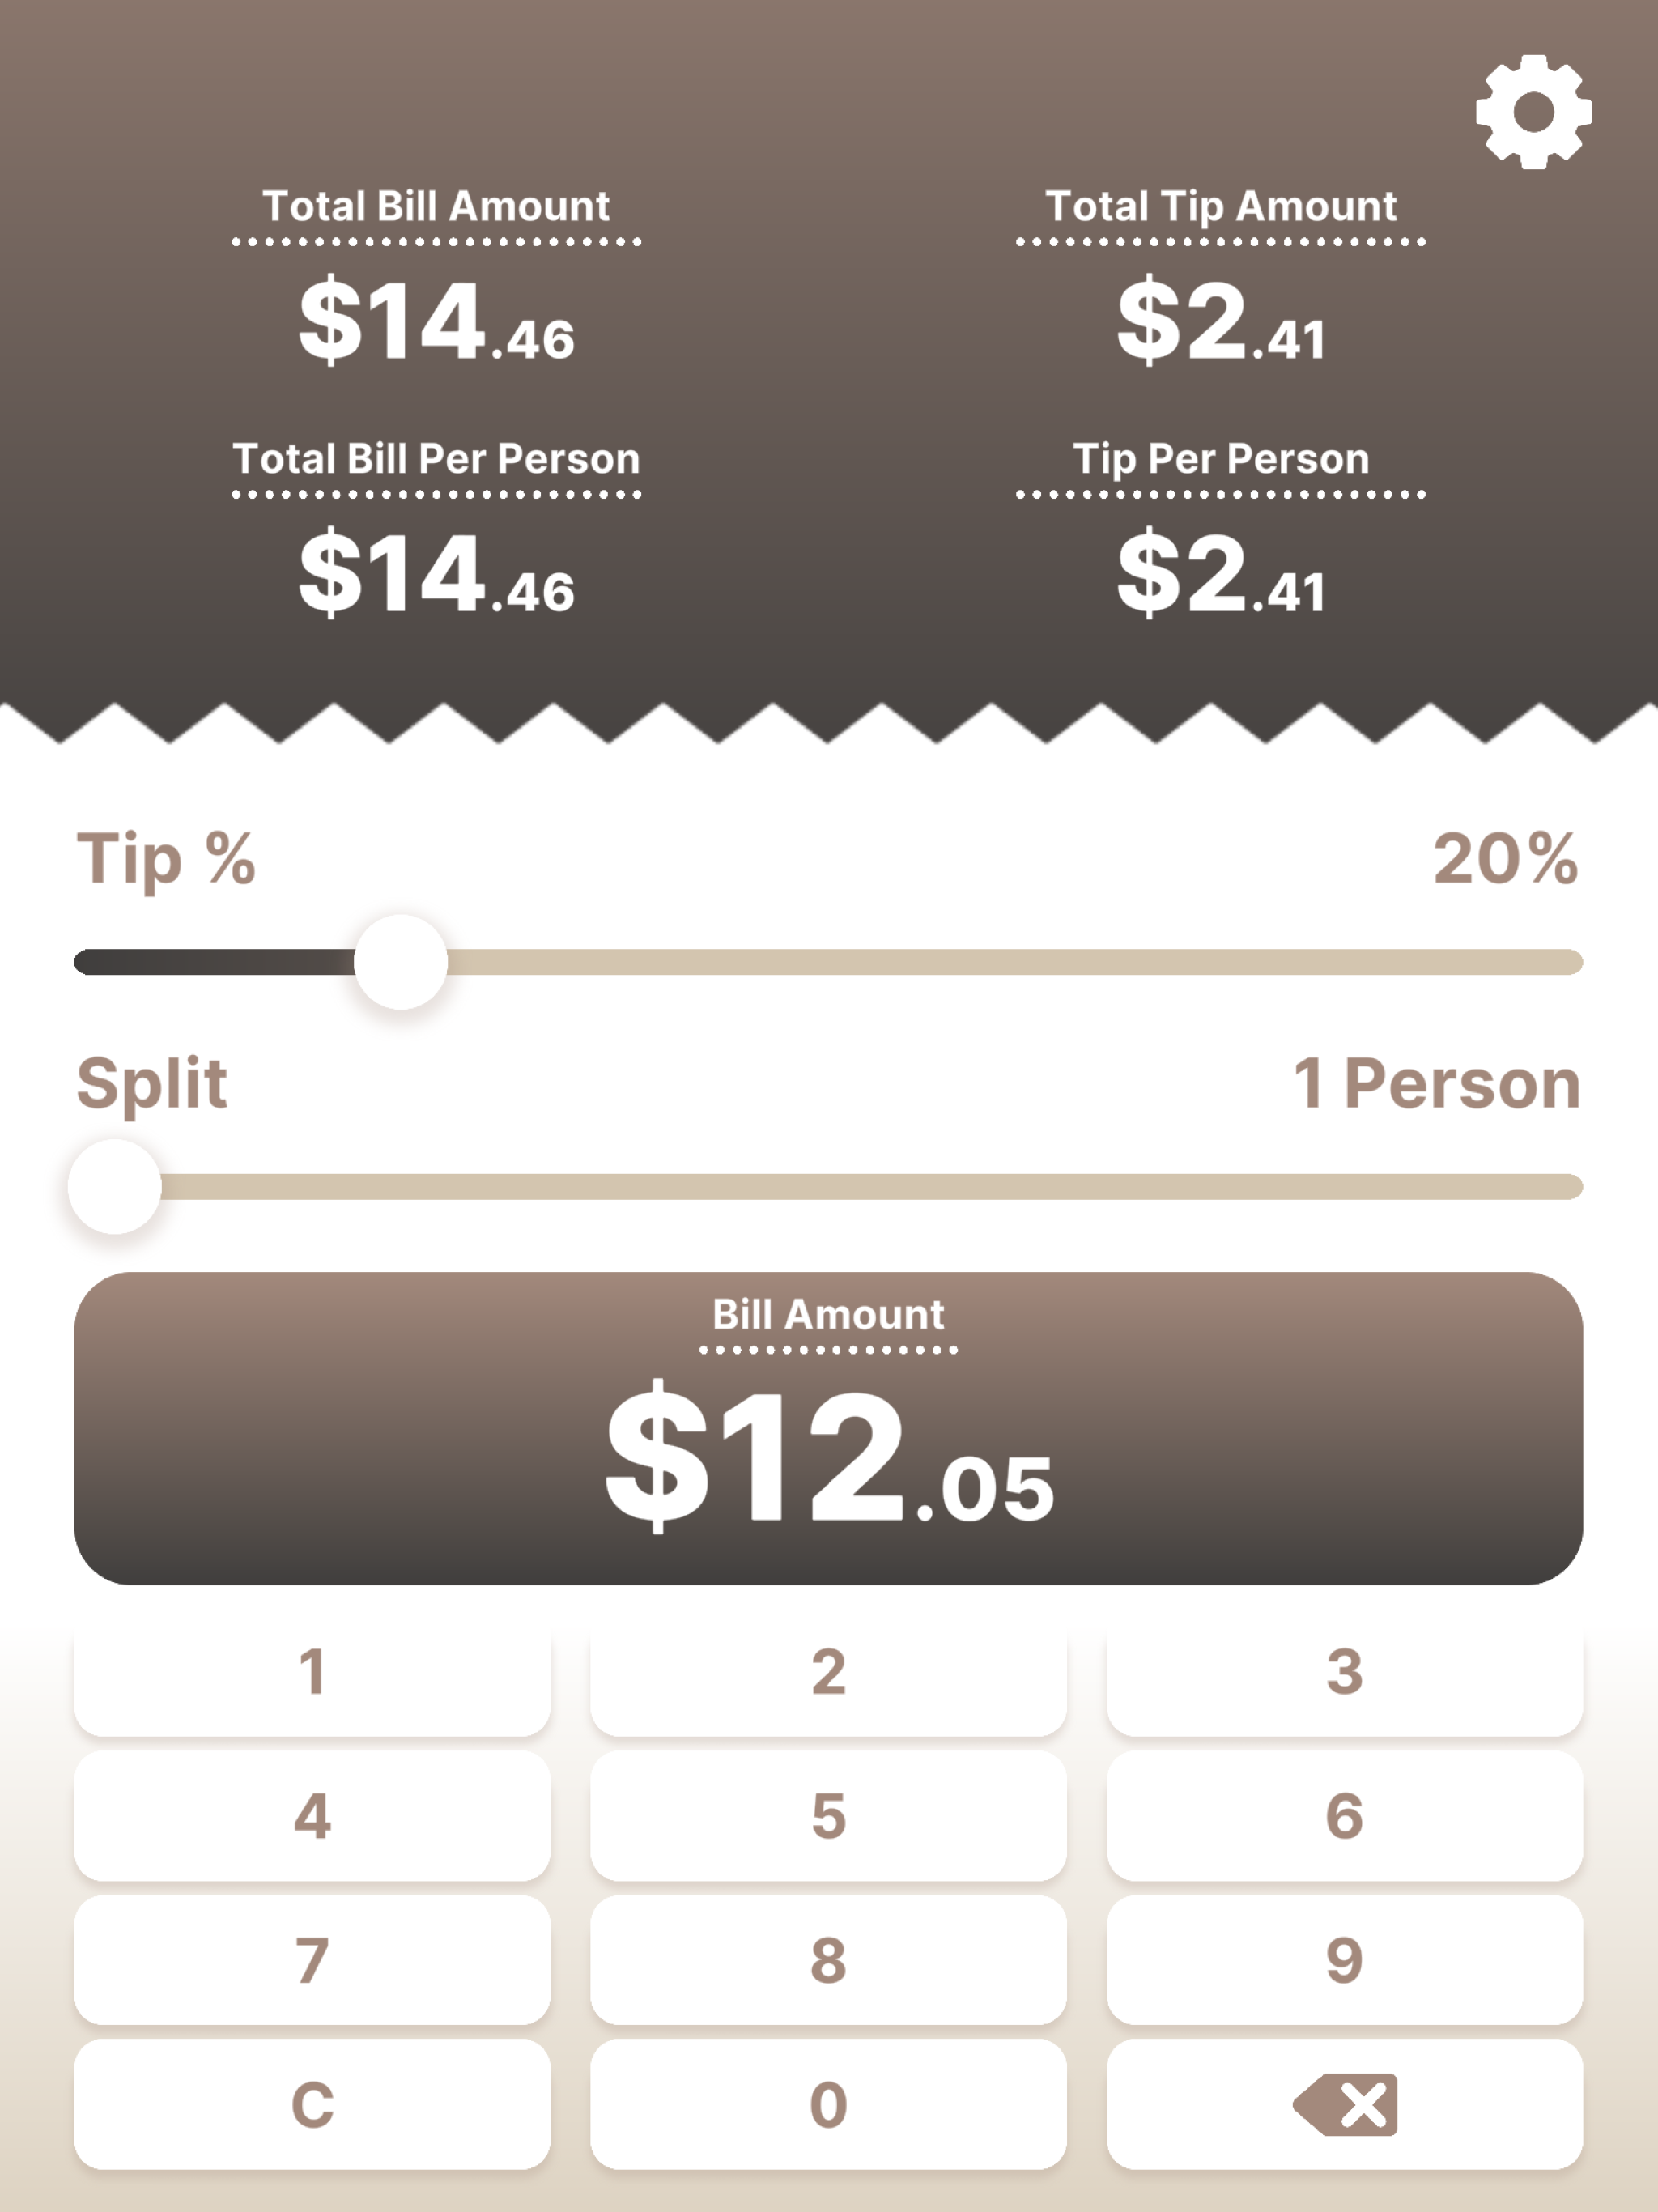 Total Bill Amount
$14.46
Total Tip Amount
$2.41
Total Bill Per Person
$14.46
Tip Per Person
$2.41
Tip % 20%
Split 1 Person
Bill Amount
$12.05
1 2 3
4 5 6
7 8 9
C 0